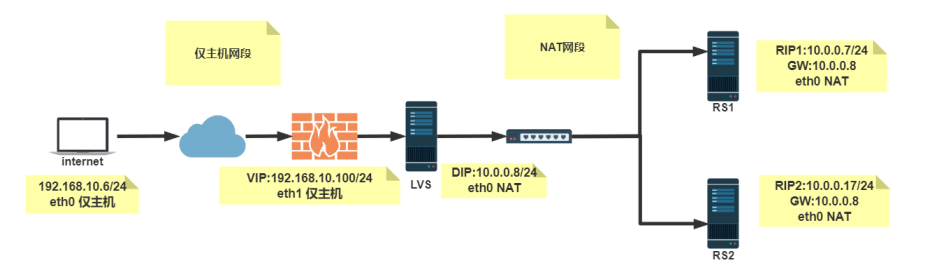 仅主机网段
NAT网段
RIP1:10.0.0.7/24
GW:10.0.0.8
eth0 NAT
RS1
internet
192.168.10.6/24
eth0 仅主机
VIP:192.168.10.100/24
eth1 仅主机
LVS
DIP:10.0.0.8/24
eth0 NAT
RIP2:10.0.0.17/24
GW:10.0.0.8
eth0 NAT
RS2